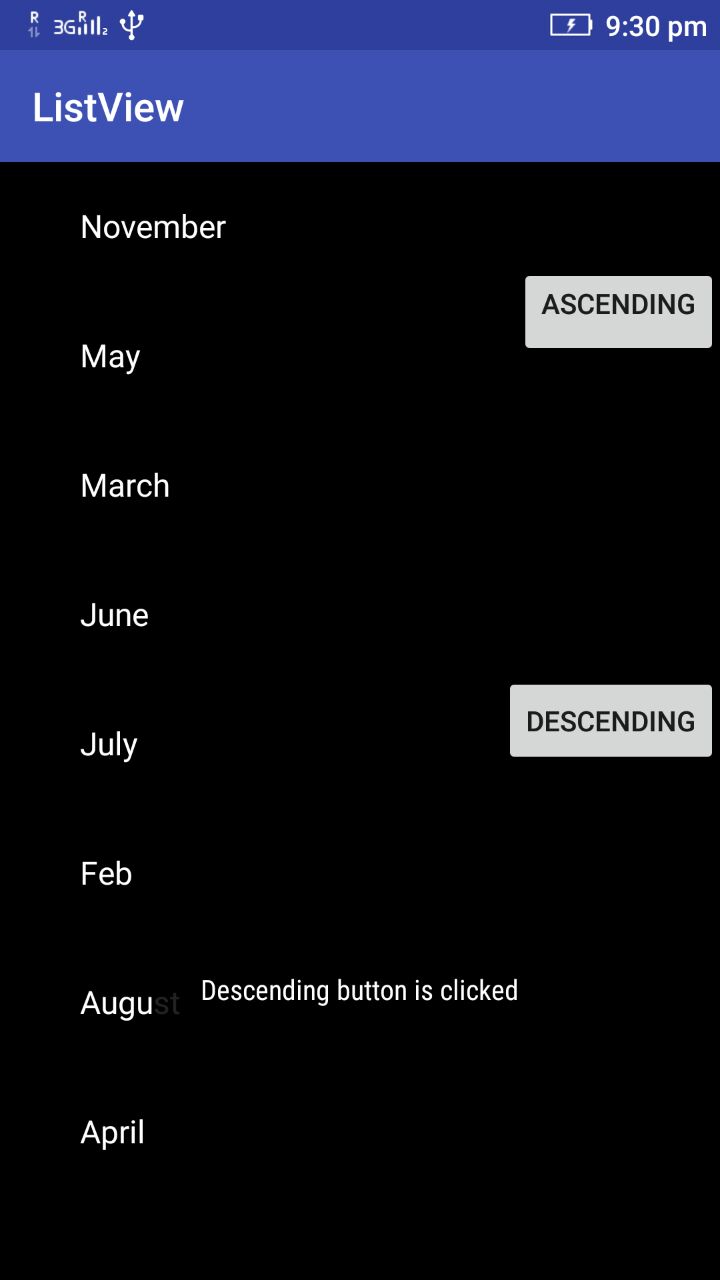 R 3G R 2 9:30 pm
ListView
November
ASCENDING
May
March
June
DESCENDING
July
Feb
Descending button is clicked
August
April